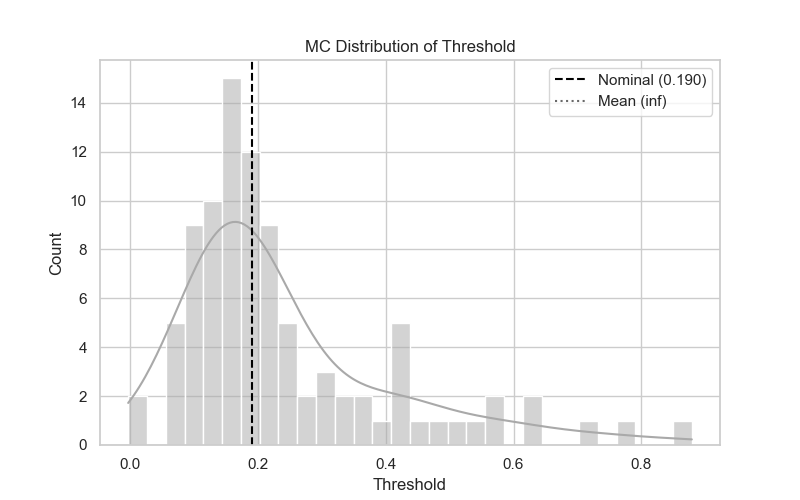 MC Distribution of Threshold
Nominal (0.190)
Mean (inf)
Count
14
12
10
8
6
4
2
0
0.0 0.2 0.4 0.6 0.8
Threshold